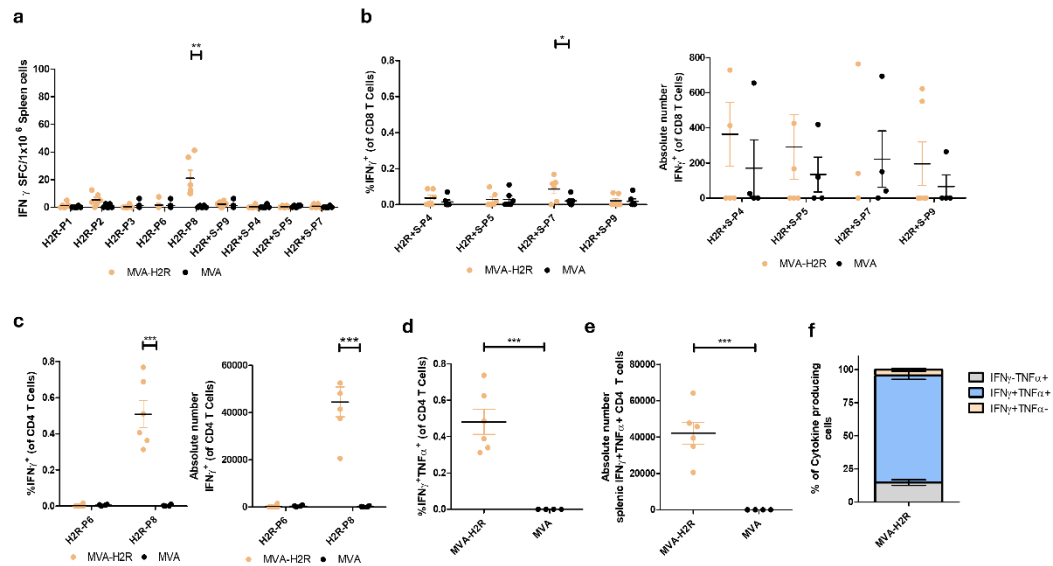 a
IFN γ SFC/1x10⁶ Spleen cells
100
80
60
40
20
0
**
H2R-P1
H2R-P2
H2R-P3
H2R-P6
H2R-P8
H2R+S-P9
H2R+S-P4
H2R+S-P5
H2R+S-P7
MVA-H2R
MVA
b
% IFNγ⁺ (of CD8 T Cells)
0.8
0.6
0.4
0.2
0.0
*
H2R+S-P4
H2R+S-P5
H2R+S-P7
H2R+S-P9
MVA-H2R
MVA
Absolute number
IFNγ⁺ (of CD8 T Cells)
800
600
400
200
0
H2R+S-P4
H2R+S-P5
H2R+S-P7
H2R+S-P9
MVA-H2R
MVA
c
%IFNγ⁺ (of CD4 T Cells)
0.8
0.6
0.4
0.2
0.0
***
H2R-P6
H2R-P8
MVA-H2R
MVA
Absolute number
IFNγ⁺ (of CD4 T Cells)
60000
40000
20000
0
***
H2R-P6
H2R-P8
MVA-H2R
MVA
d
%IFNγ⁺TNFα⁺ (of CD4 T Cells)
0.8
0.6
0.4
0.2
0.0
***
MVA-H2R
MVA
e
Absolute number
splenic IFNγ+TNFα+ CD4 T cells
80000
60000
40000
20000
0
***
MVA-H2R
MVA
f
% of Cytokine producing
cells
100
75
50
25
0
MVA-H2R
IFNγ-TNFα+
IFNγ+TNFα+
IFNγ+TNFα-